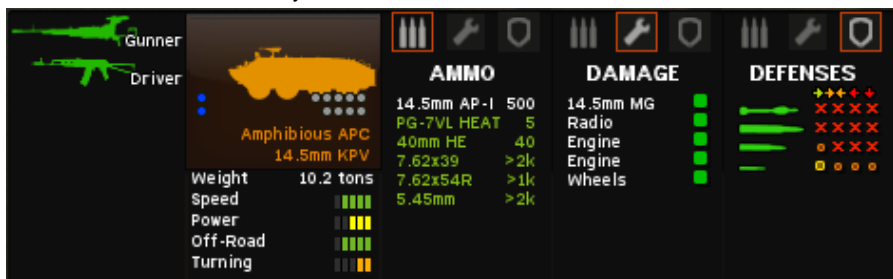 Gunner
Driver
Amphibious APC
14.5mm KPV
Weight 10.2 tons
Speed
Power
Off-Road
Turning
AMMO
14.5mm AP-I 500
PG-7VL HEAT 5
40mm HE 40
7.62x39 >2k
7.62x54R >1k
5.45mm >2k
DAMAGE
14.5mm MG
Radio
Engine
Engine
Wheels
DEFENSES